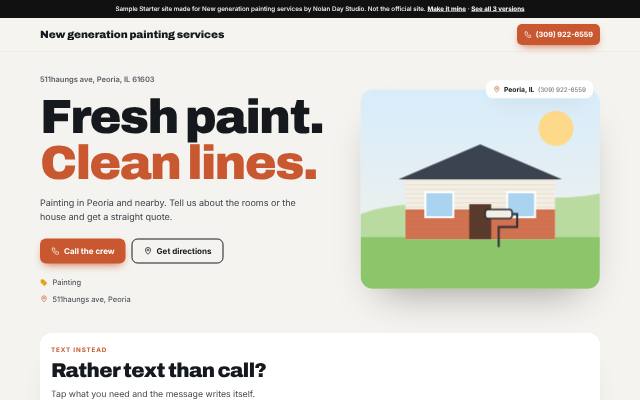 Sample Starter site made for New generation painting services by Nolan Day Studio. Not the official site. Make it mine · See all 3 versions
New generation painting services
(309) 922-6559
511haungs ave, Peoria, IL 61603
Peoria, IL (309) 922-6559
Fresh paint.
Clean lines.
Painting in Peoria and nearby. Tell us about the rooms or the
house and get a straight quote.
Call the crew
Get directions
Painting
511haungs ave, Peoria
TEXT INSTEAD
Rather text than call?
Tap what you need and the message writes itself.